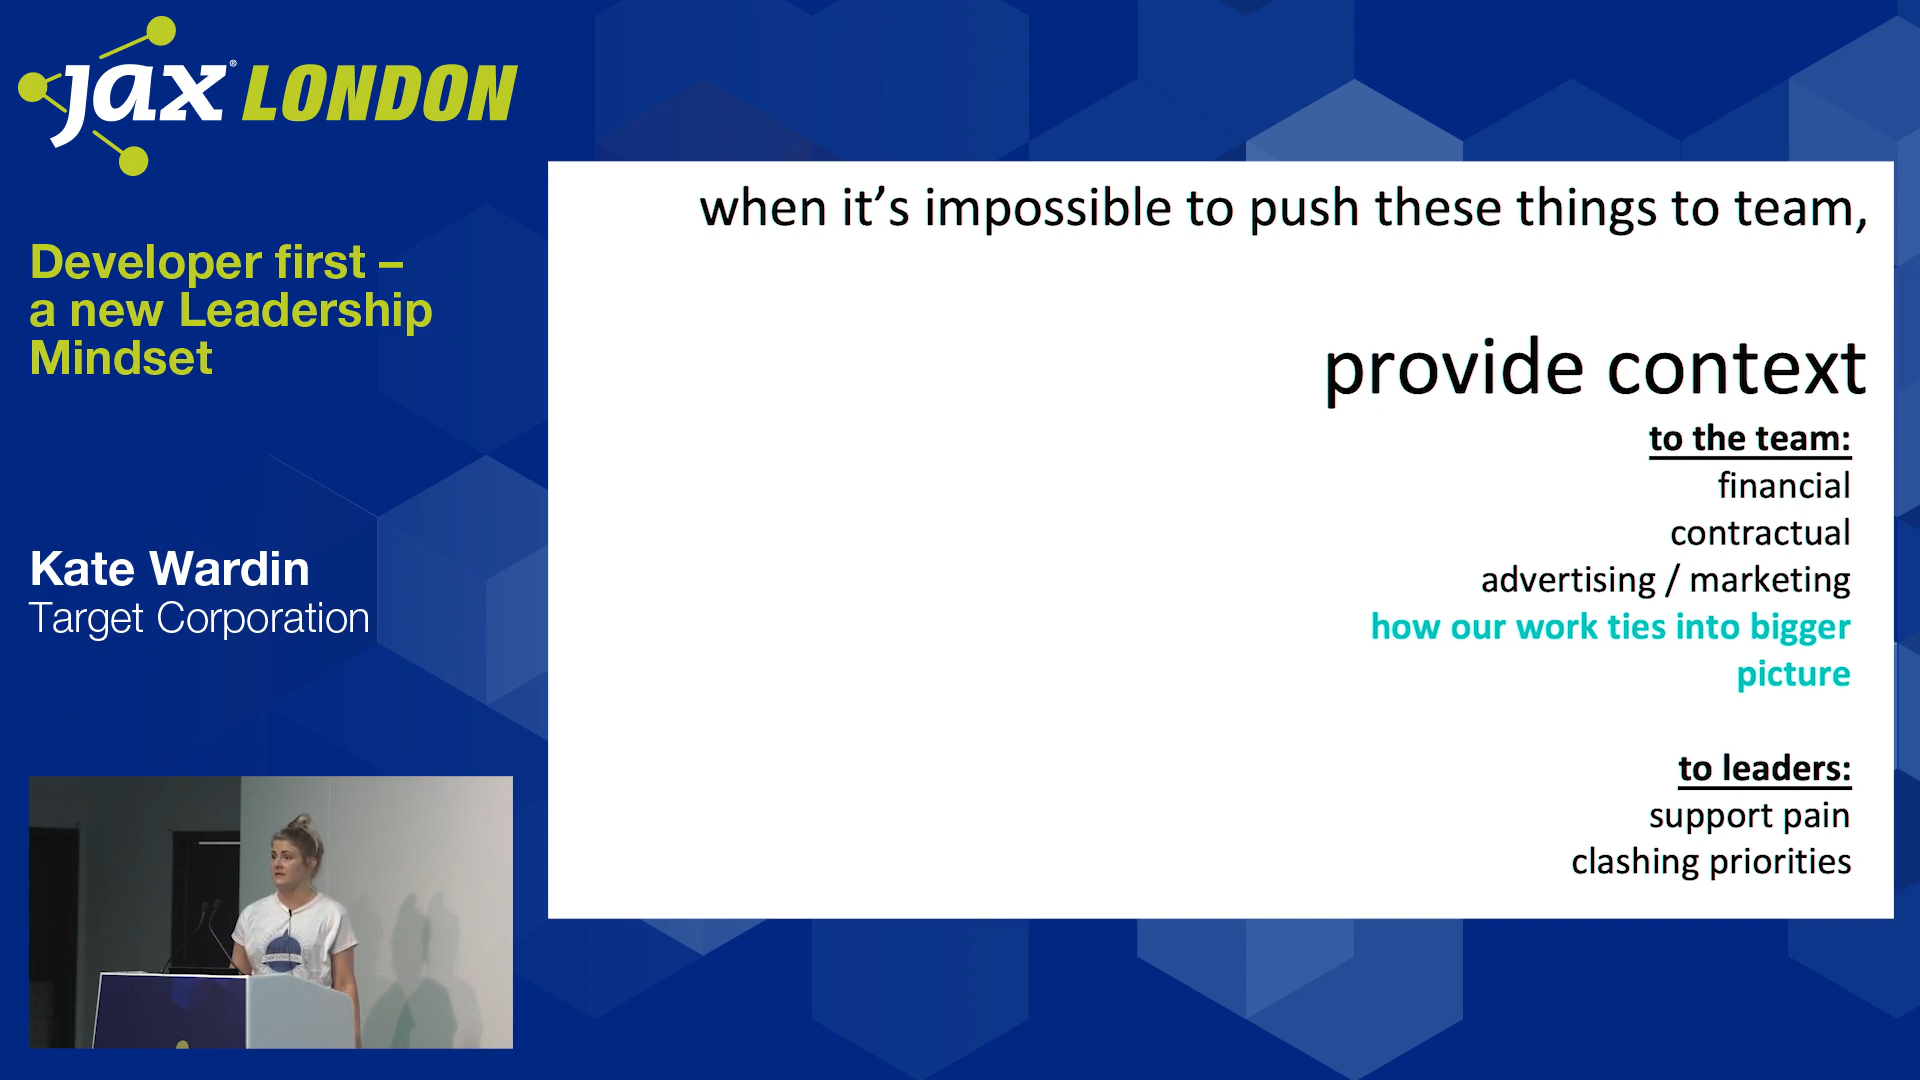 jax® LONDON
Developer first –
a new Leadership
Mindset
Kate Wardin
Target Corporation
when it’s impossible to push these things to team,
provide context
to the team:
financial
contractual
advertising / marketing
how our work ties into bigger
picture
to leaders:
support pain
clashing priorities